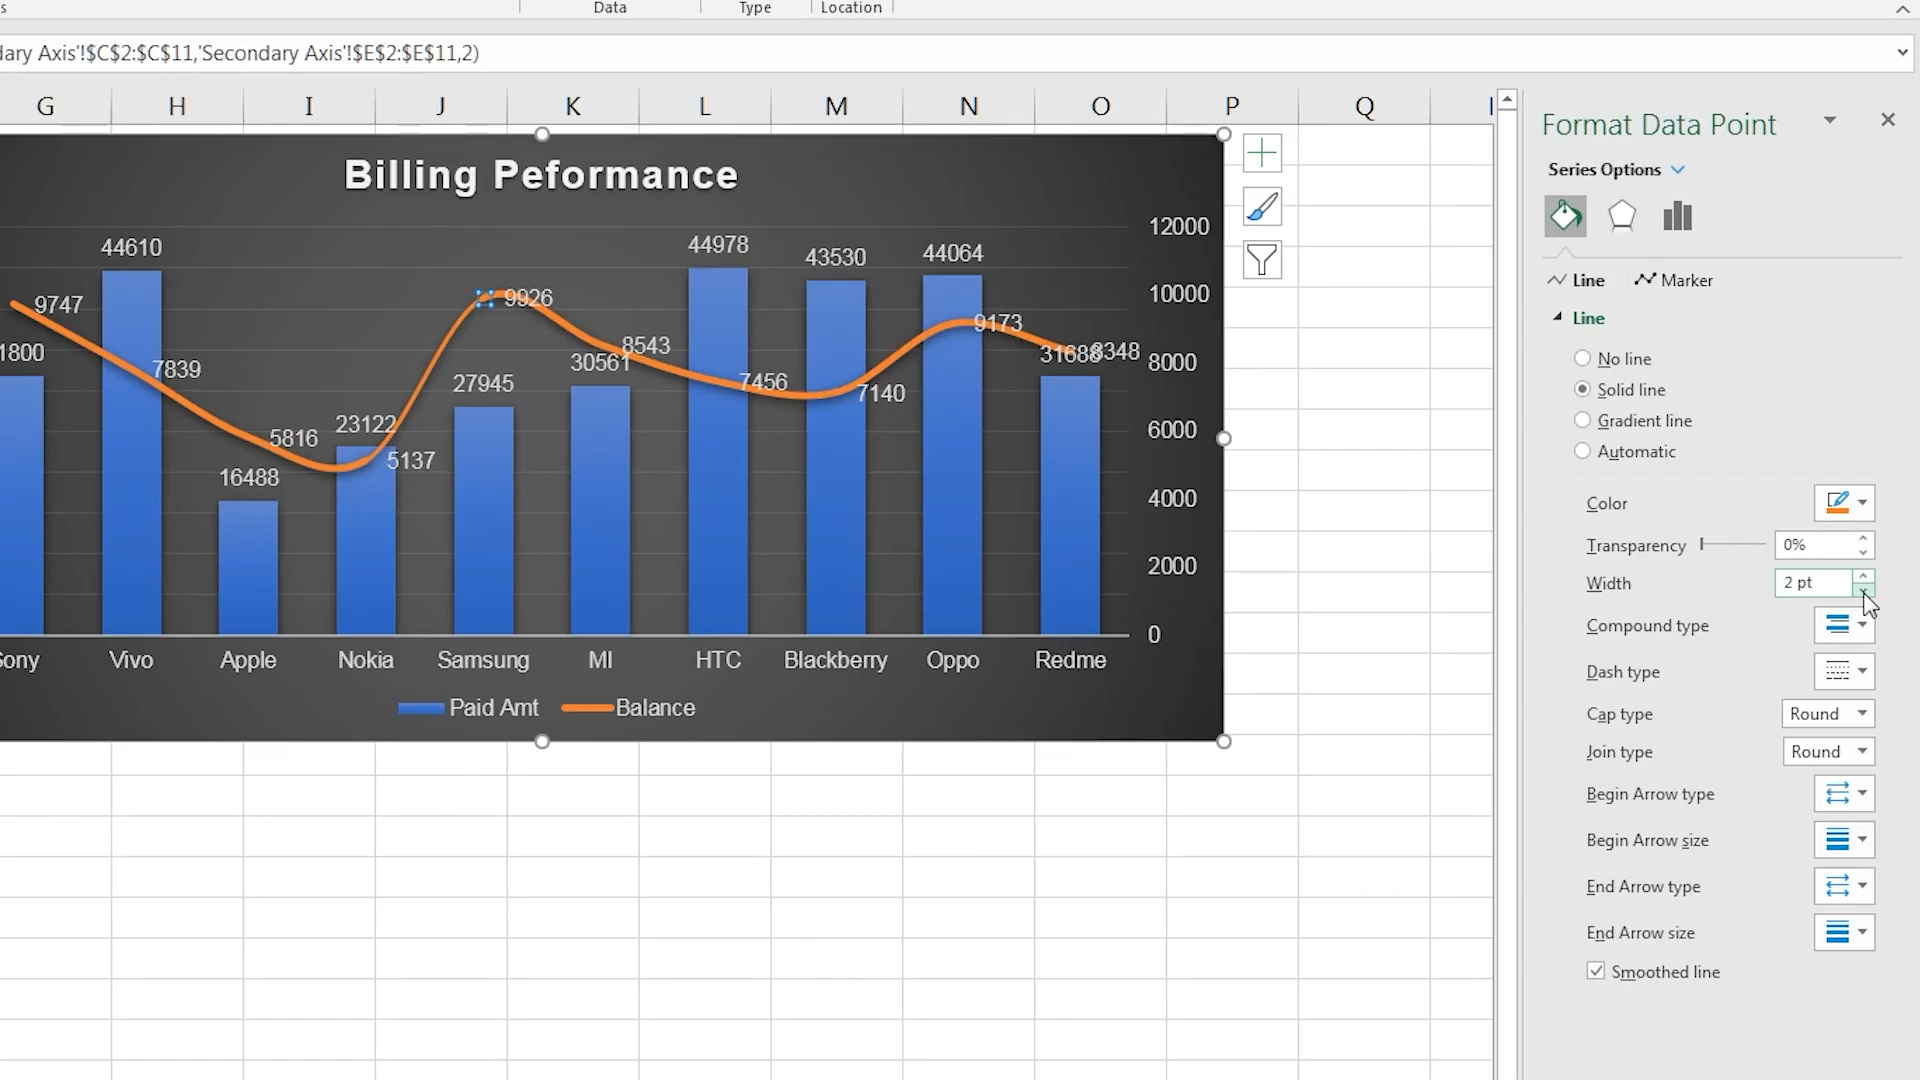 s
Data
Type
Location
dary Axis'!$C$2:$C$11,'Secondary Axis'!$E$2:$E$11,2)
G H I J K L M N O P Q
Format Data Point
Series Options
Line
Marker
Line
No line
Solid line
Gradient line
Automatic
Color
Transparency 0%
Width 2 pt
Compound type
Dash type
Cap type Round
Join type Round
Begin Arrow type
Begin Arrow size
End Arrow type
End Arrow size
Smoothed line
Billing Peformance
12000
10000
8000
6000
4000
2000
0
1800
44610
16488
23122
27945
30561
44978
43530
44064
31688
9747
7839
5816
5137
9926
8543
7456
7140
9173
8348
Sony Vivo Apple Nokia Samsung MI HTC Blackberry Oppo Redme
Paid Amt Balance